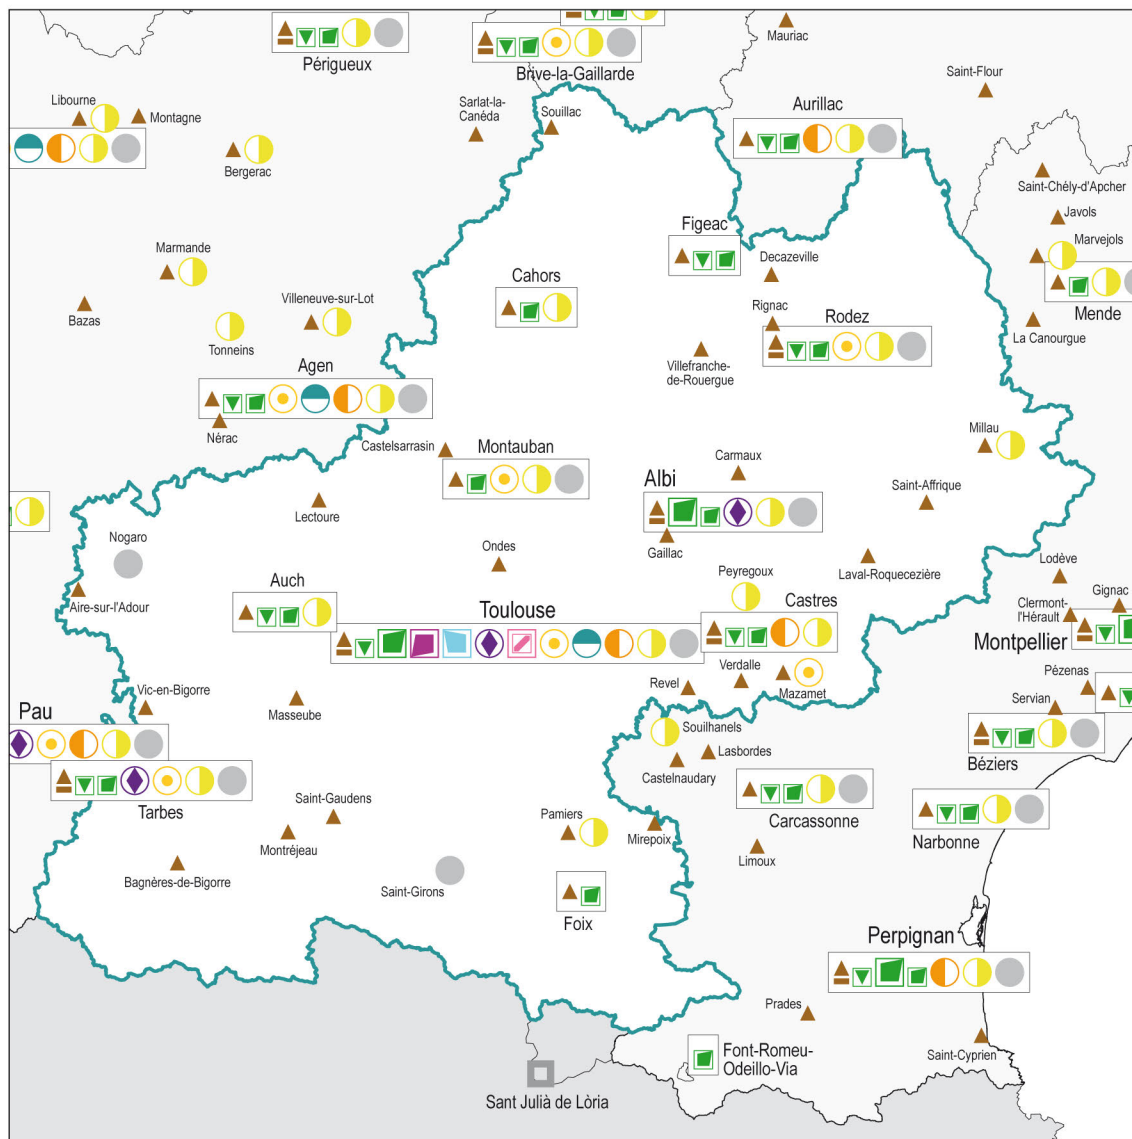 Mauriac
Périgueux
Brive-la-Gaillarde
Saint-Flour
Libourne
Montagne
Sarlat-la-
Canéda
Souillac
Aurillac
Bergerac
Saint-Chély-d'Apcher
Javols
Figeac
Marvejols
Marmande
Decazeville
Cahors
Mende
Bazas
Villeneuve-sur-Lot
Rignac
Rodez
La Canourgue
Tonneins
Villefranche-
de-Rouergue
Agen
Nérac
Castelsarrasin
Montauban
Millau
Carmaux
Albi
Saint-Affrique
Lectoure
Nogaro
Ondes
Gaillac
Lodève
Laval-Roquecezière
Peyregoux
Auch
Aire-sur-l'Adour
Gignac
Clermont-
l'Hérault
Toulouse
Castres
Montpellier
Verdalle
Pézenas
Revel
Mazamet
Vic-en-Bigorre
Masseube
Servian
Pau
Souilhanels
Lasbordes
Castelnaudary
Béziers
Tarbes
Saint-Gaudens
Carcassonne
Pamiers
Mirepoix
Narbonne
Montréjeau
Limoux
Bagnères-de-Bigorre
Saint-Girons
Foix
Perpignan
Prades
Font-Romeu-
Odeillo-Via
Saint-Cyprien
Sant Julià de Lòria